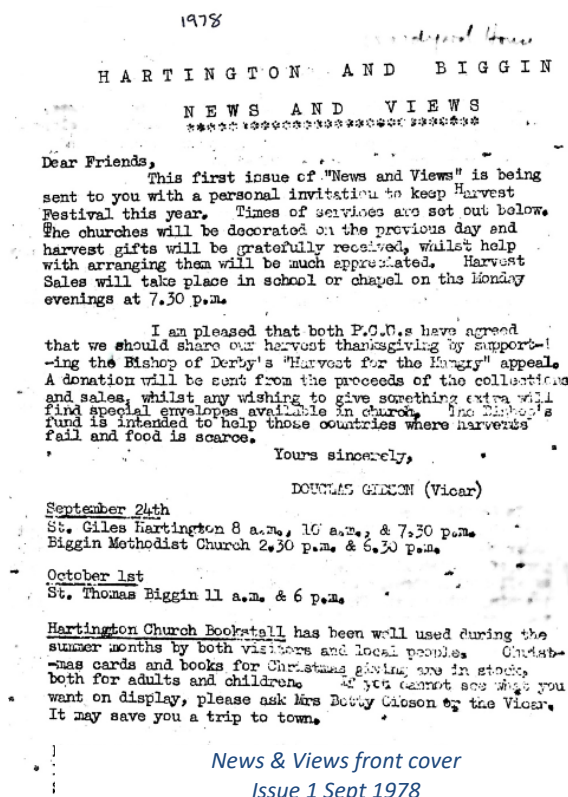 1978
House
HARTINGTON AND BIGGIN
NEWS AND VIEWS
****************************************
Dear Friends,
This first issue of "News and Views" is being
sent to you with a personal invitation to keep Harvest
Festival this year. Times of services are set out below.
The churches will be decorated on the previous day and
harvest gifts will be gratefully received, whilst help
with arranging them will be much appreciated. Harvest
Sales will take place in school or chapel on the Monday
evenings at 7.30 p.m.
I am pleased that both P.C.C.s have agreed
that we should share our harvest thanksgiving by support-
-ing the Bishop of Derby's "Harvest for the Hungry" appeal.
A donation will be sent from the proceeds of the collections
and sales, whilst any wishing to give something extra will
find special envelopes available in church. The Bishop's
fund is intended to help those countries where harvests
fail and food is scarce.
Yours sincerely,
DOUGLAS GIBSON (Vicar)
September 24th
St. Giles Hartington 8 a.m., 10 a.m., & 7.30 p.m.
Biggin Methodist Church 2.30 p.m. & 6.30 p.m.
October 1st
St. Thomas Biggin 11 a.m. & 6 p.m.
Hartington Church Bookstall has been well used during the
summer months by both visitors and local people. Christ-
-mas cards and books for Christmas giving are in stock,
both for adults and children. If you cannot see what you
want on display, please ask Mrs Betty Gibson or the Vicar.
It may save you a trip to town.
News & Views front cover
Issue 1 Sept 1978